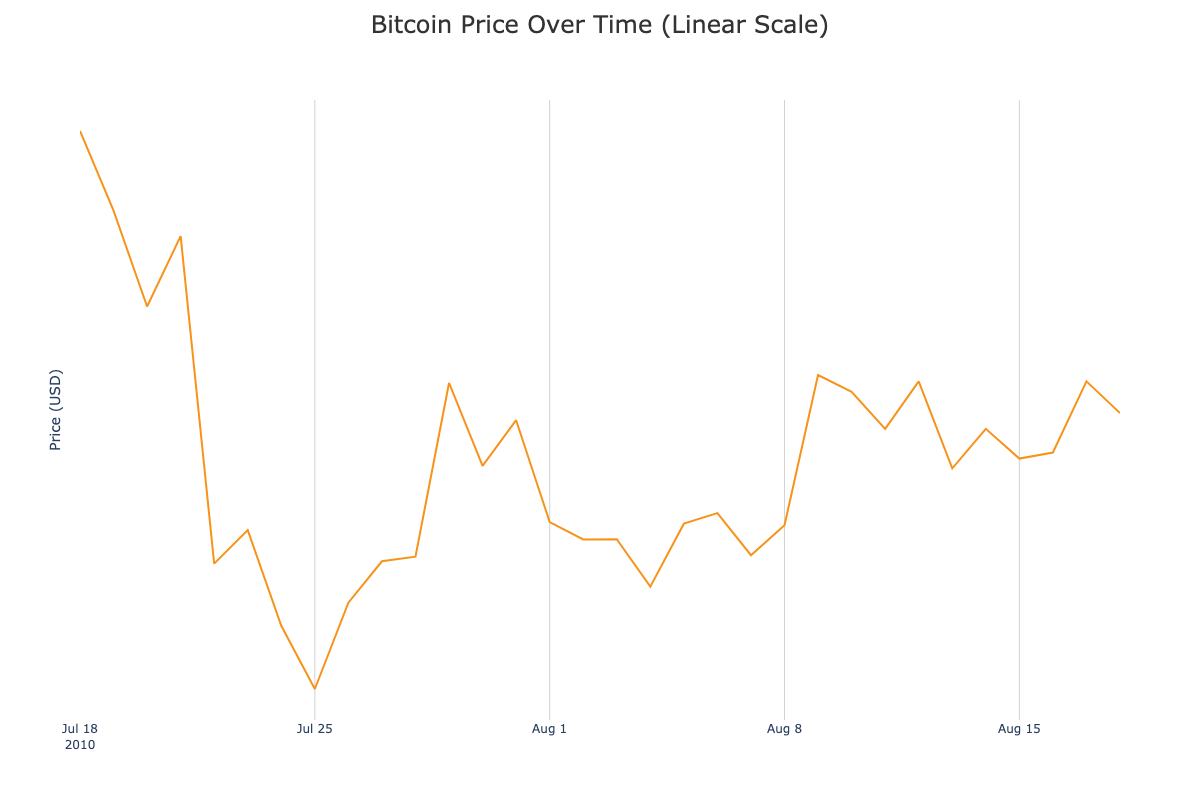 Bitcoin Price Over Time (Linear Scale)
Price (USD)
Jul 18
2010
Jul 25
Aug 1
Aug 8
Aug 15